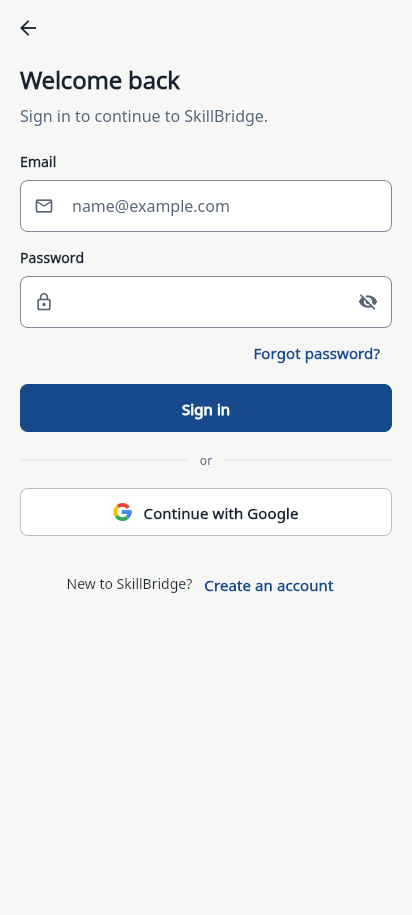 Welcome back
Sign in to continue to SkillBridge.
Email
name@example.com
Password
Forgot password?
Sign in
or
Continue with Google
New to SkillBridge? Create an account